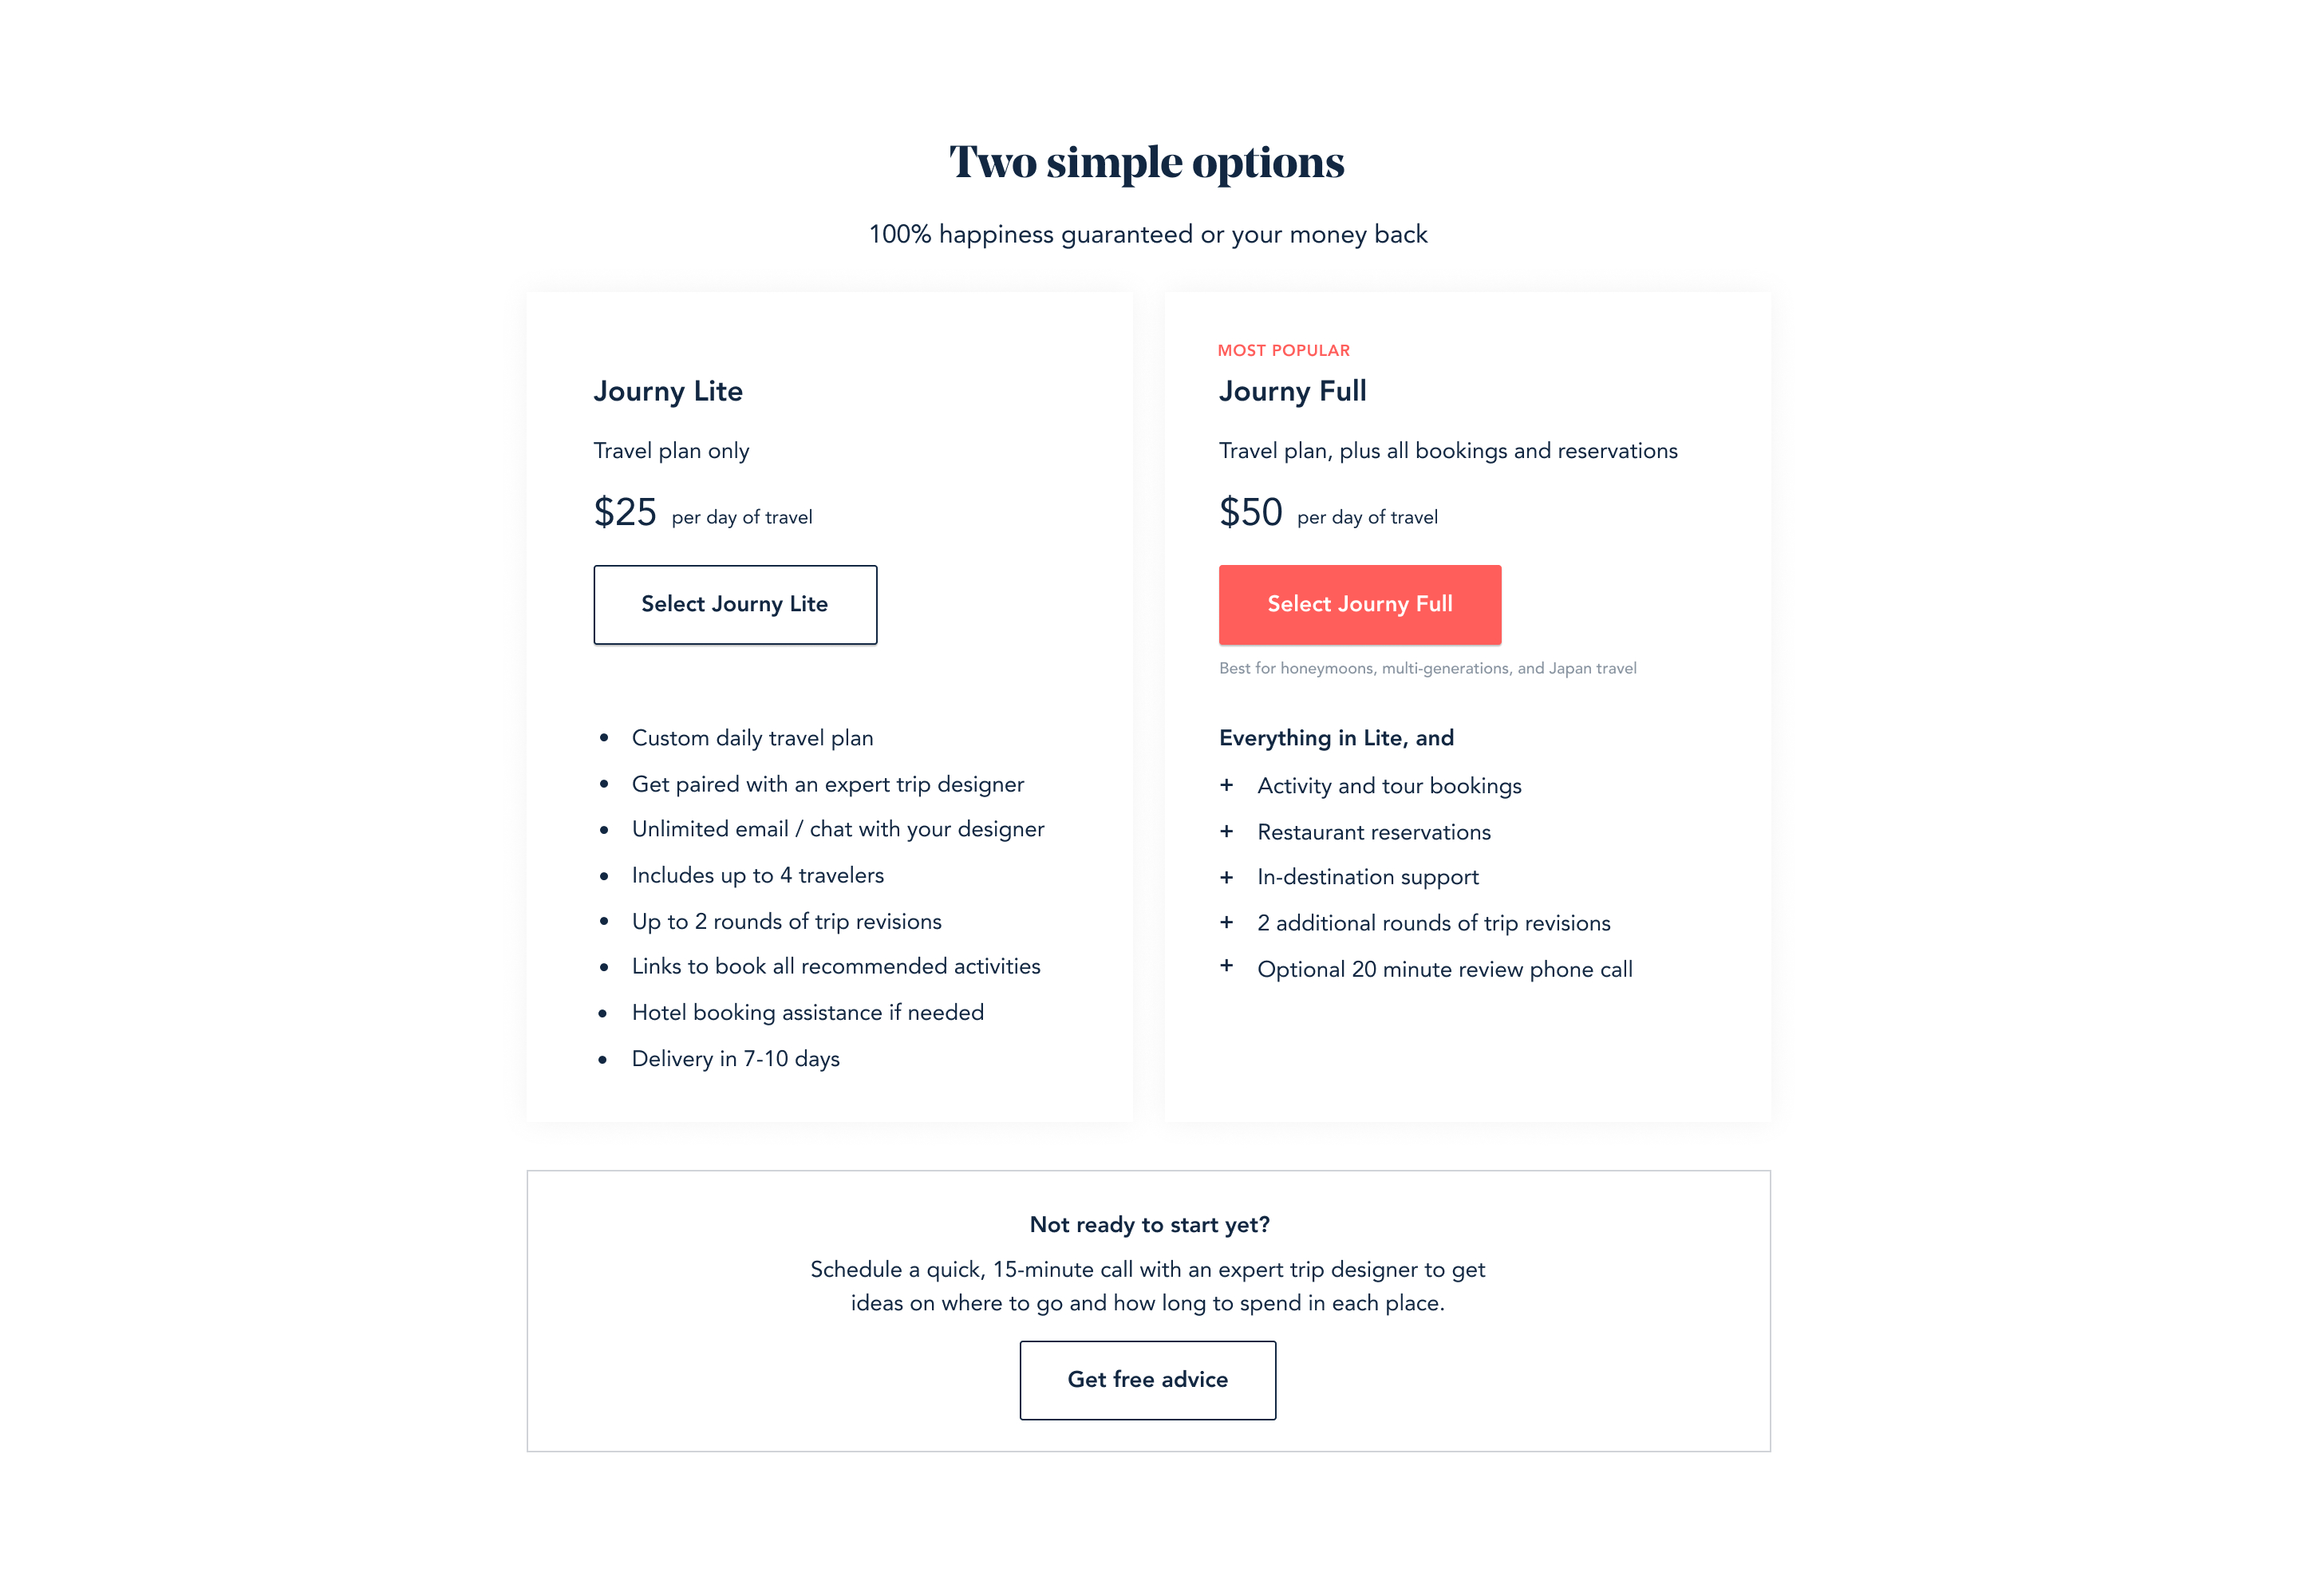 Two simple options
100% happiness guaranteed or your money back
Journy Lite
Travel plan only
$25 per day of travel
Select Journy Lite
• Custom daily travel plan
• Get paired with an expert trip designer
• Unlimited email / chat with your designer
• Includes up to 4 travelers
• Up to 2 rounds of trip revisions
• Links to book all recommended activities
• Hotel booking assistance if needed
• Delivery in 7-10 days
MOST POPULAR
Journy Full
Travel plan, plus all bookings and reservations
$50 per day of travel
Select Journy Full
Best for honeymoons, multi-generations, and Japan travel
Everything in Lite, and
+ Activity and tour bookings
+ Restaurant reservations
+ In-destination support
+ 2 additional rounds of trip revisions
+ Optional 20 minute review phone call
Not ready to start yet?
Schedule a quick, 15-minute call with an expert trip designer to get
ideas on where to go and how long to spend in each place.
Get free advice